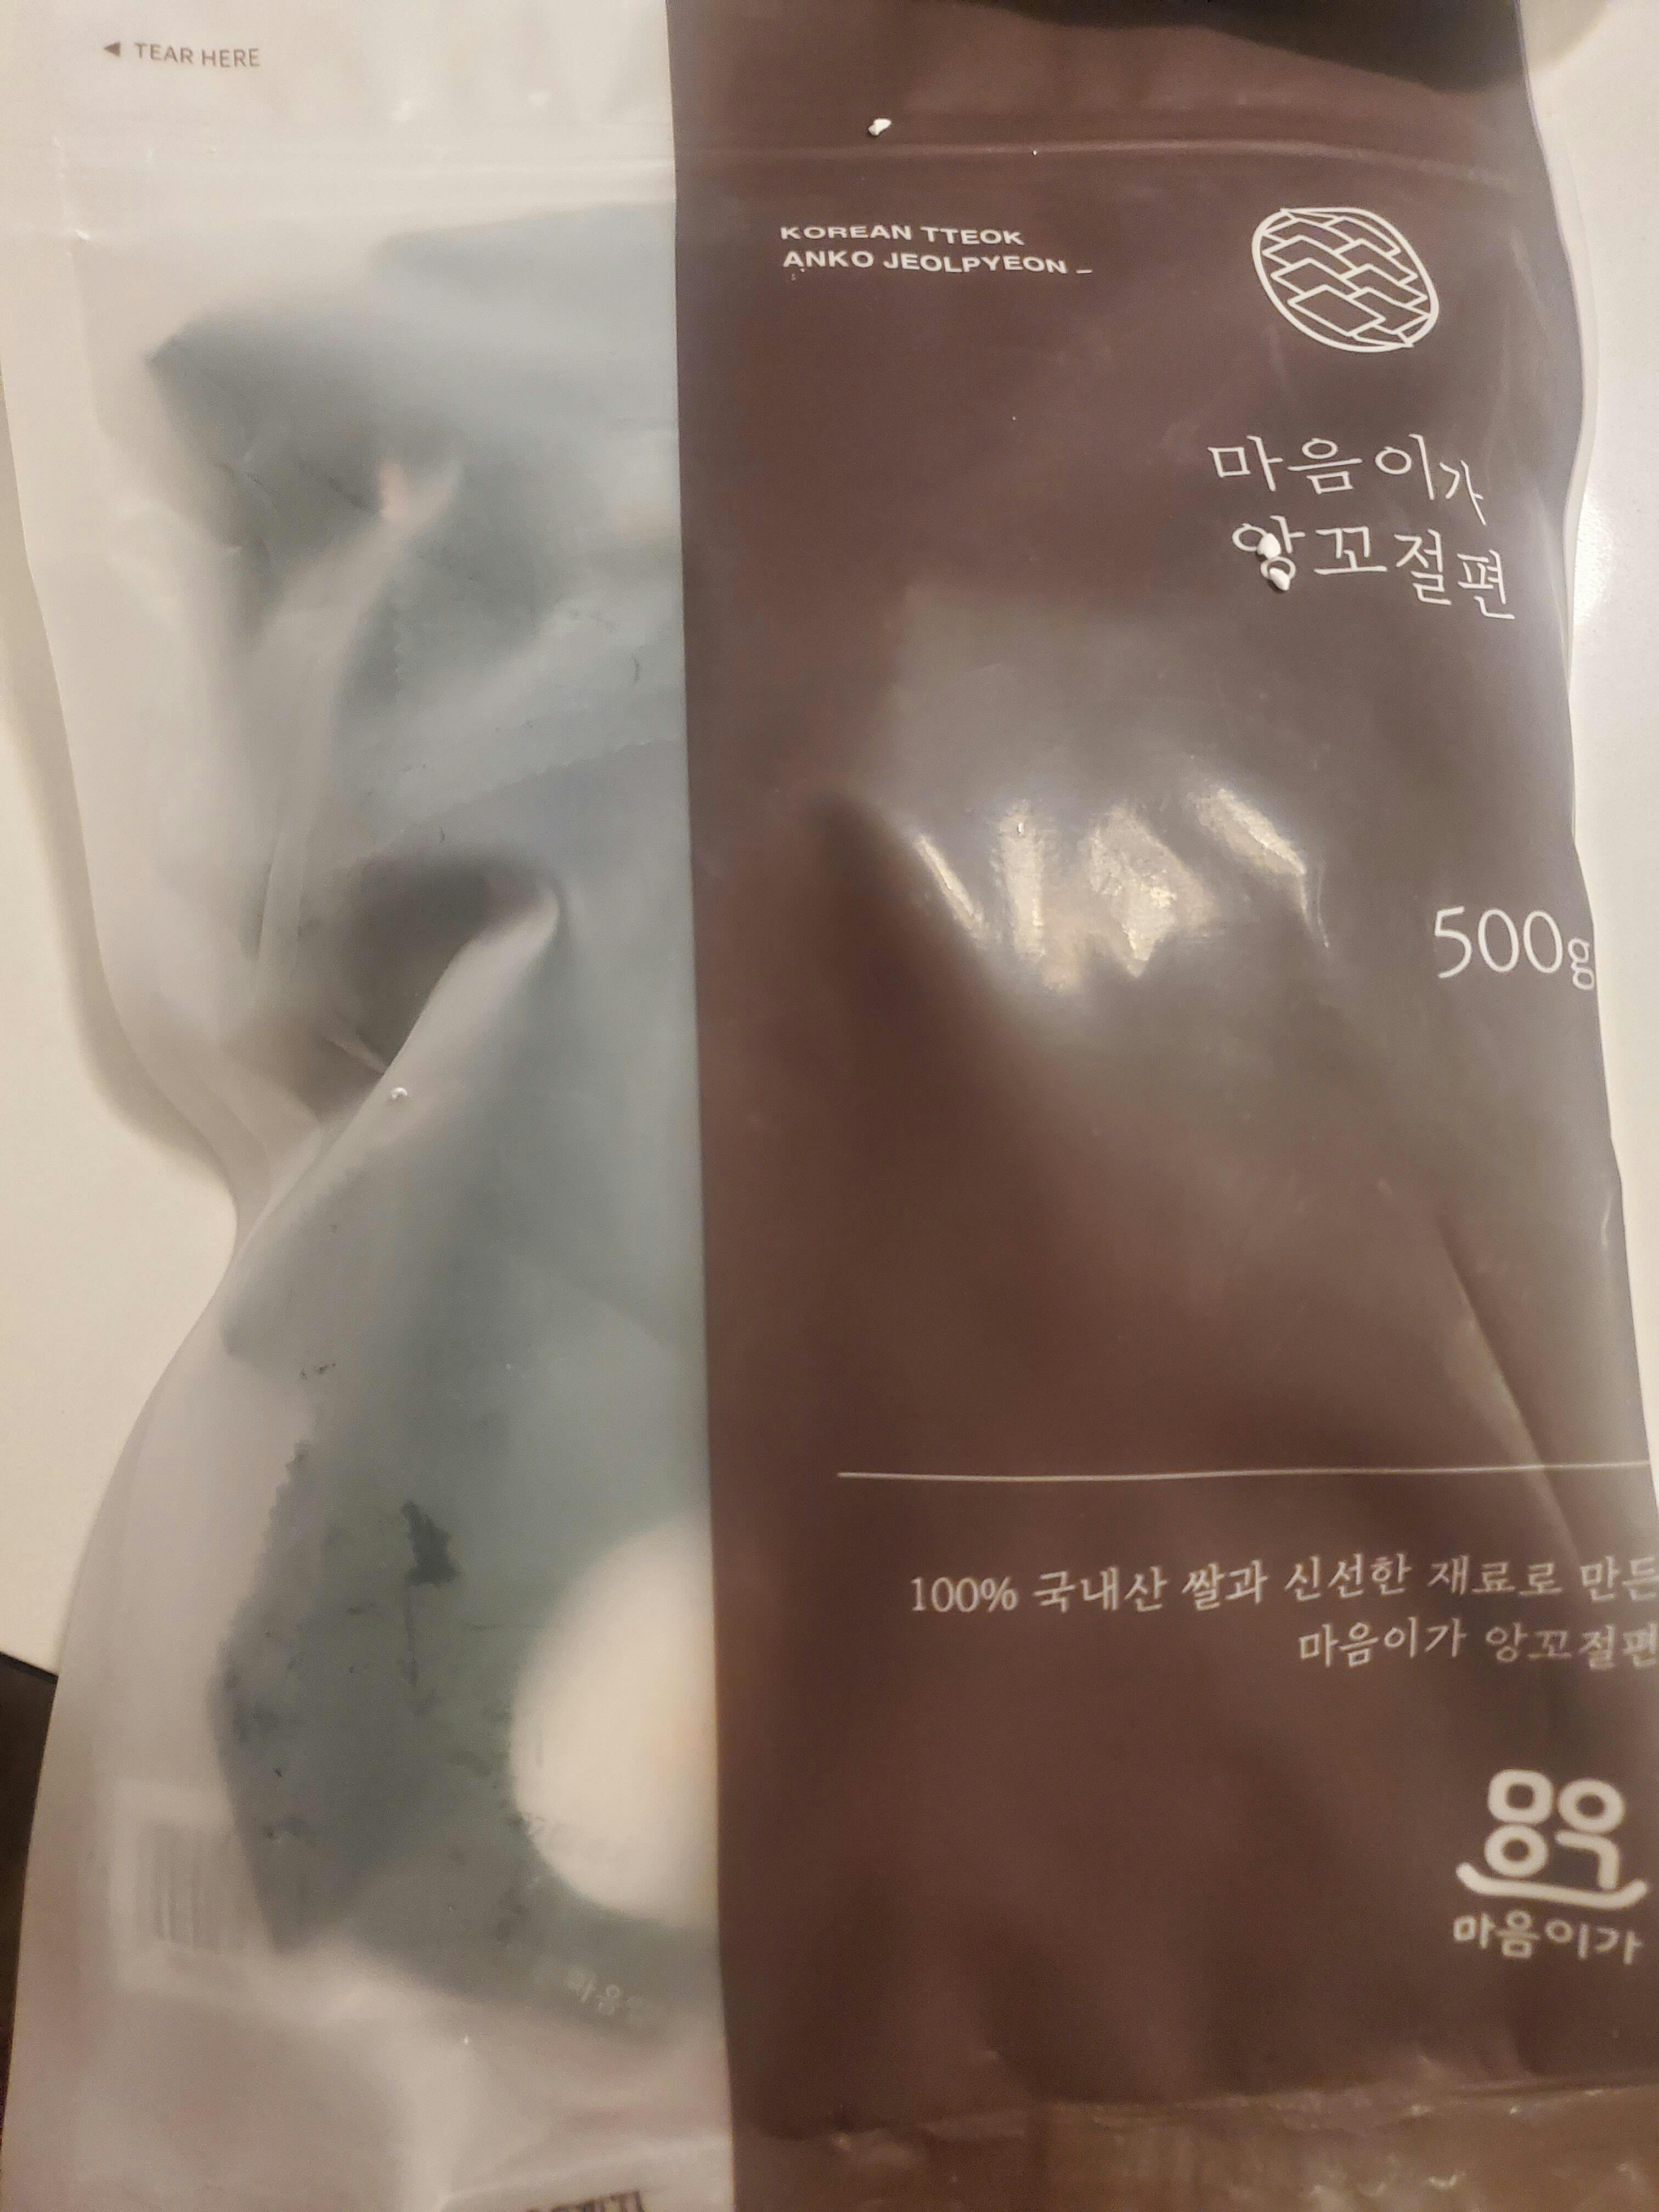 ◀ TEAR HERE
KOREAN TTEOK
ANKO JEOLPYEON –
마음이가
앙꼬절편
500g
100% 국내산 쌀과 신선한 재료로 만든
마음이가 앙꼬절편
마음이가
마음